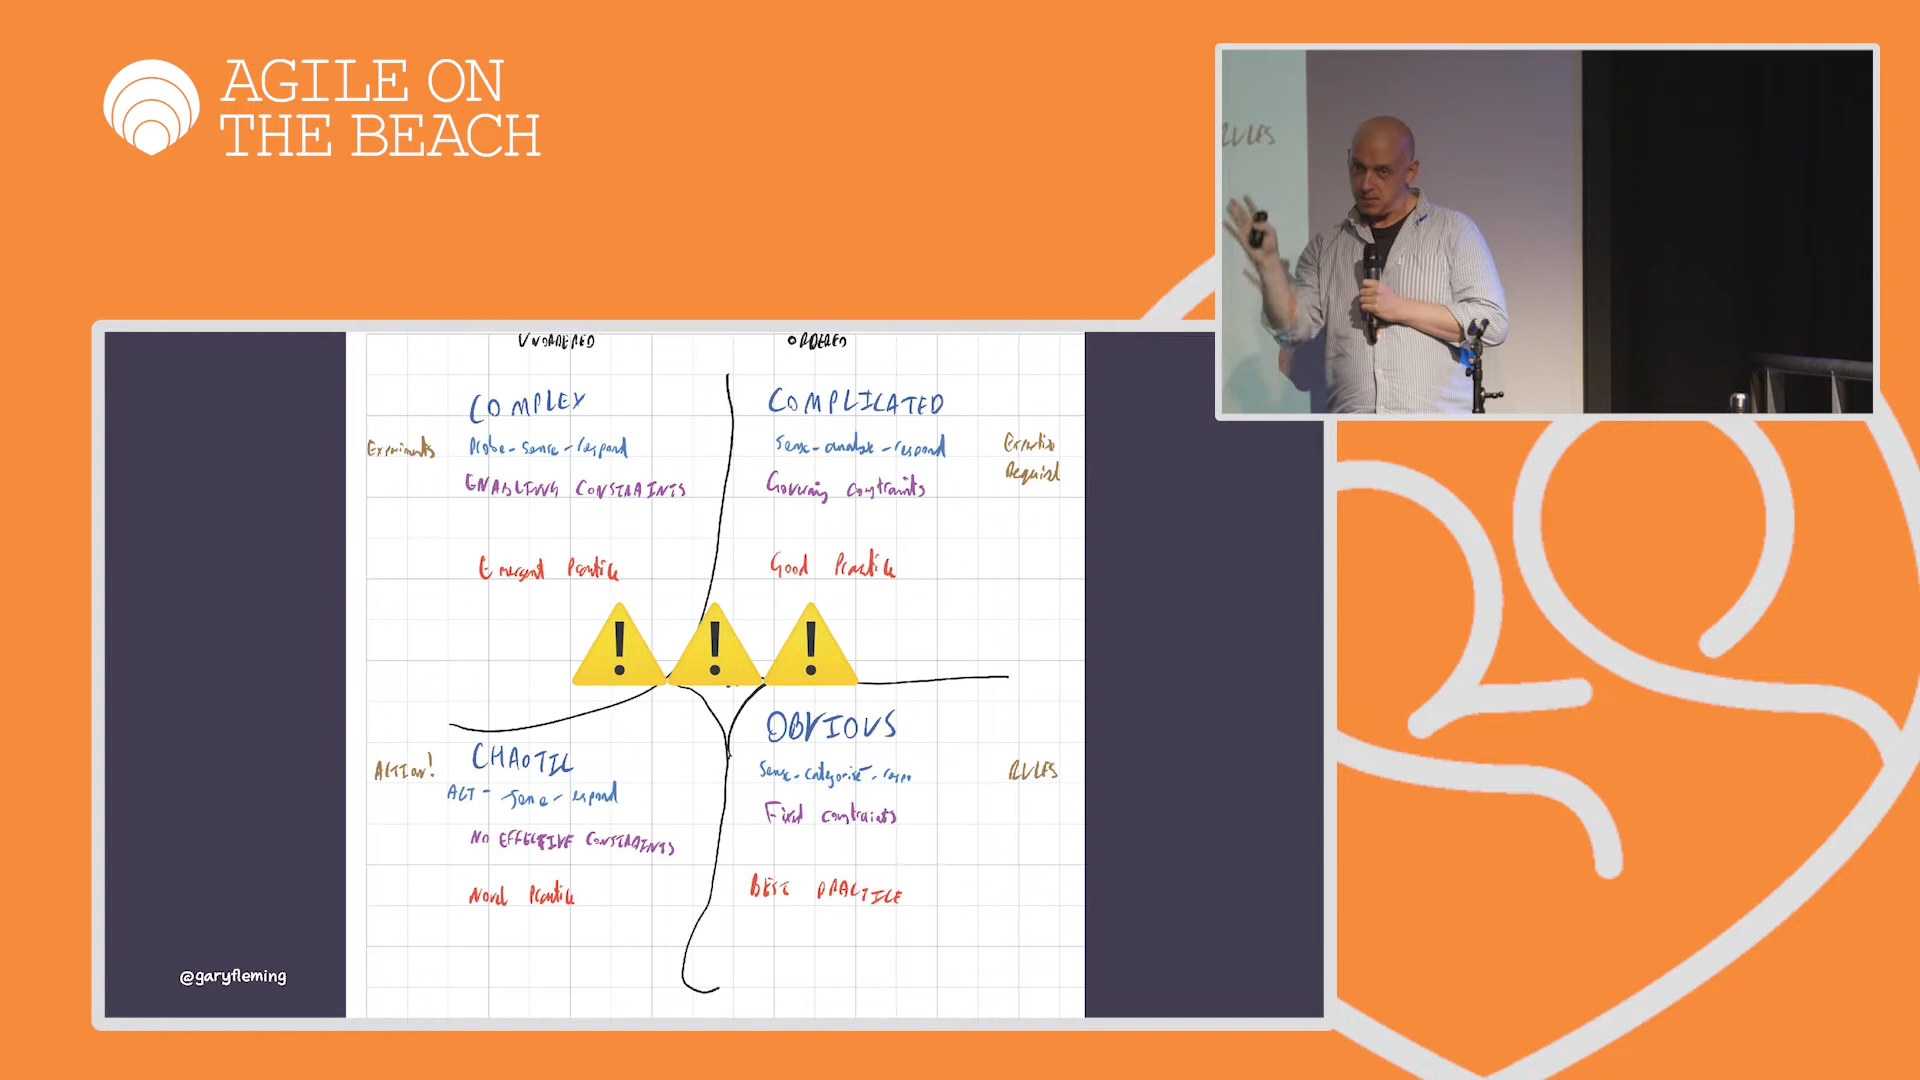 AGILE ON
THE BEACH
RULES
UNORDERED
ORDERED
COMPLEX
Probe - sense - respond
ENABLING CONSTRAINTS
Experiments
Emergent Practice
COMPLICATED
Sense - analyse - respond
Governing constraints
Expertise
Required
Good Practice
CHAOTIC
ACT - sense - respond
NO EFFECTIVE CONSTRAINTS
ACTION!
Novel Practice
OBVIOUS
Sense - categorise - respo
Fixed constraints
RULES
BEST PRACTICE
@garyfleming